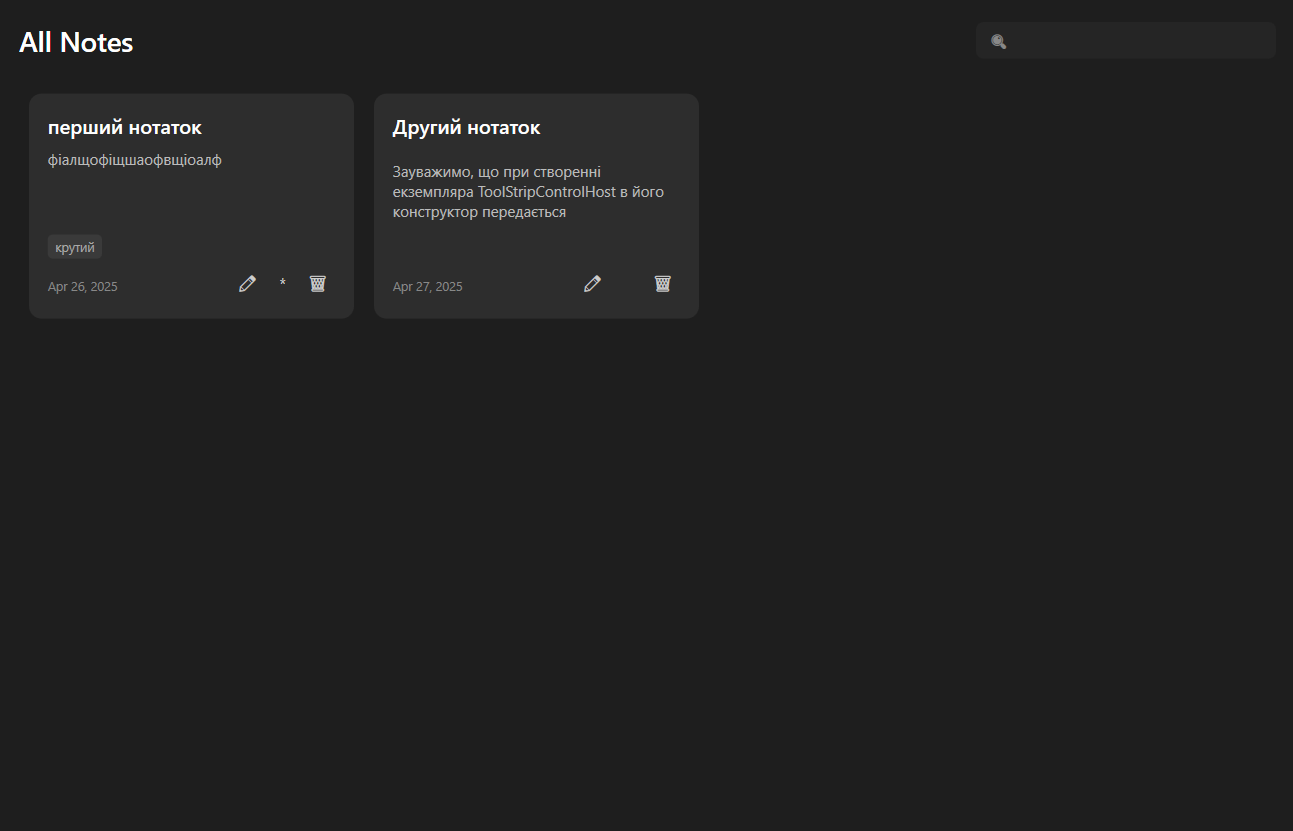 All Notes
перший нотаток
фіалщофіщшаофвщіоалф
крутий
Apr 26, 2025
*
Другий нотаток
Зауважимо, що при створенні
екземпляра ToolStripControlHost в його
конструктор передається
Apr 27, 2025